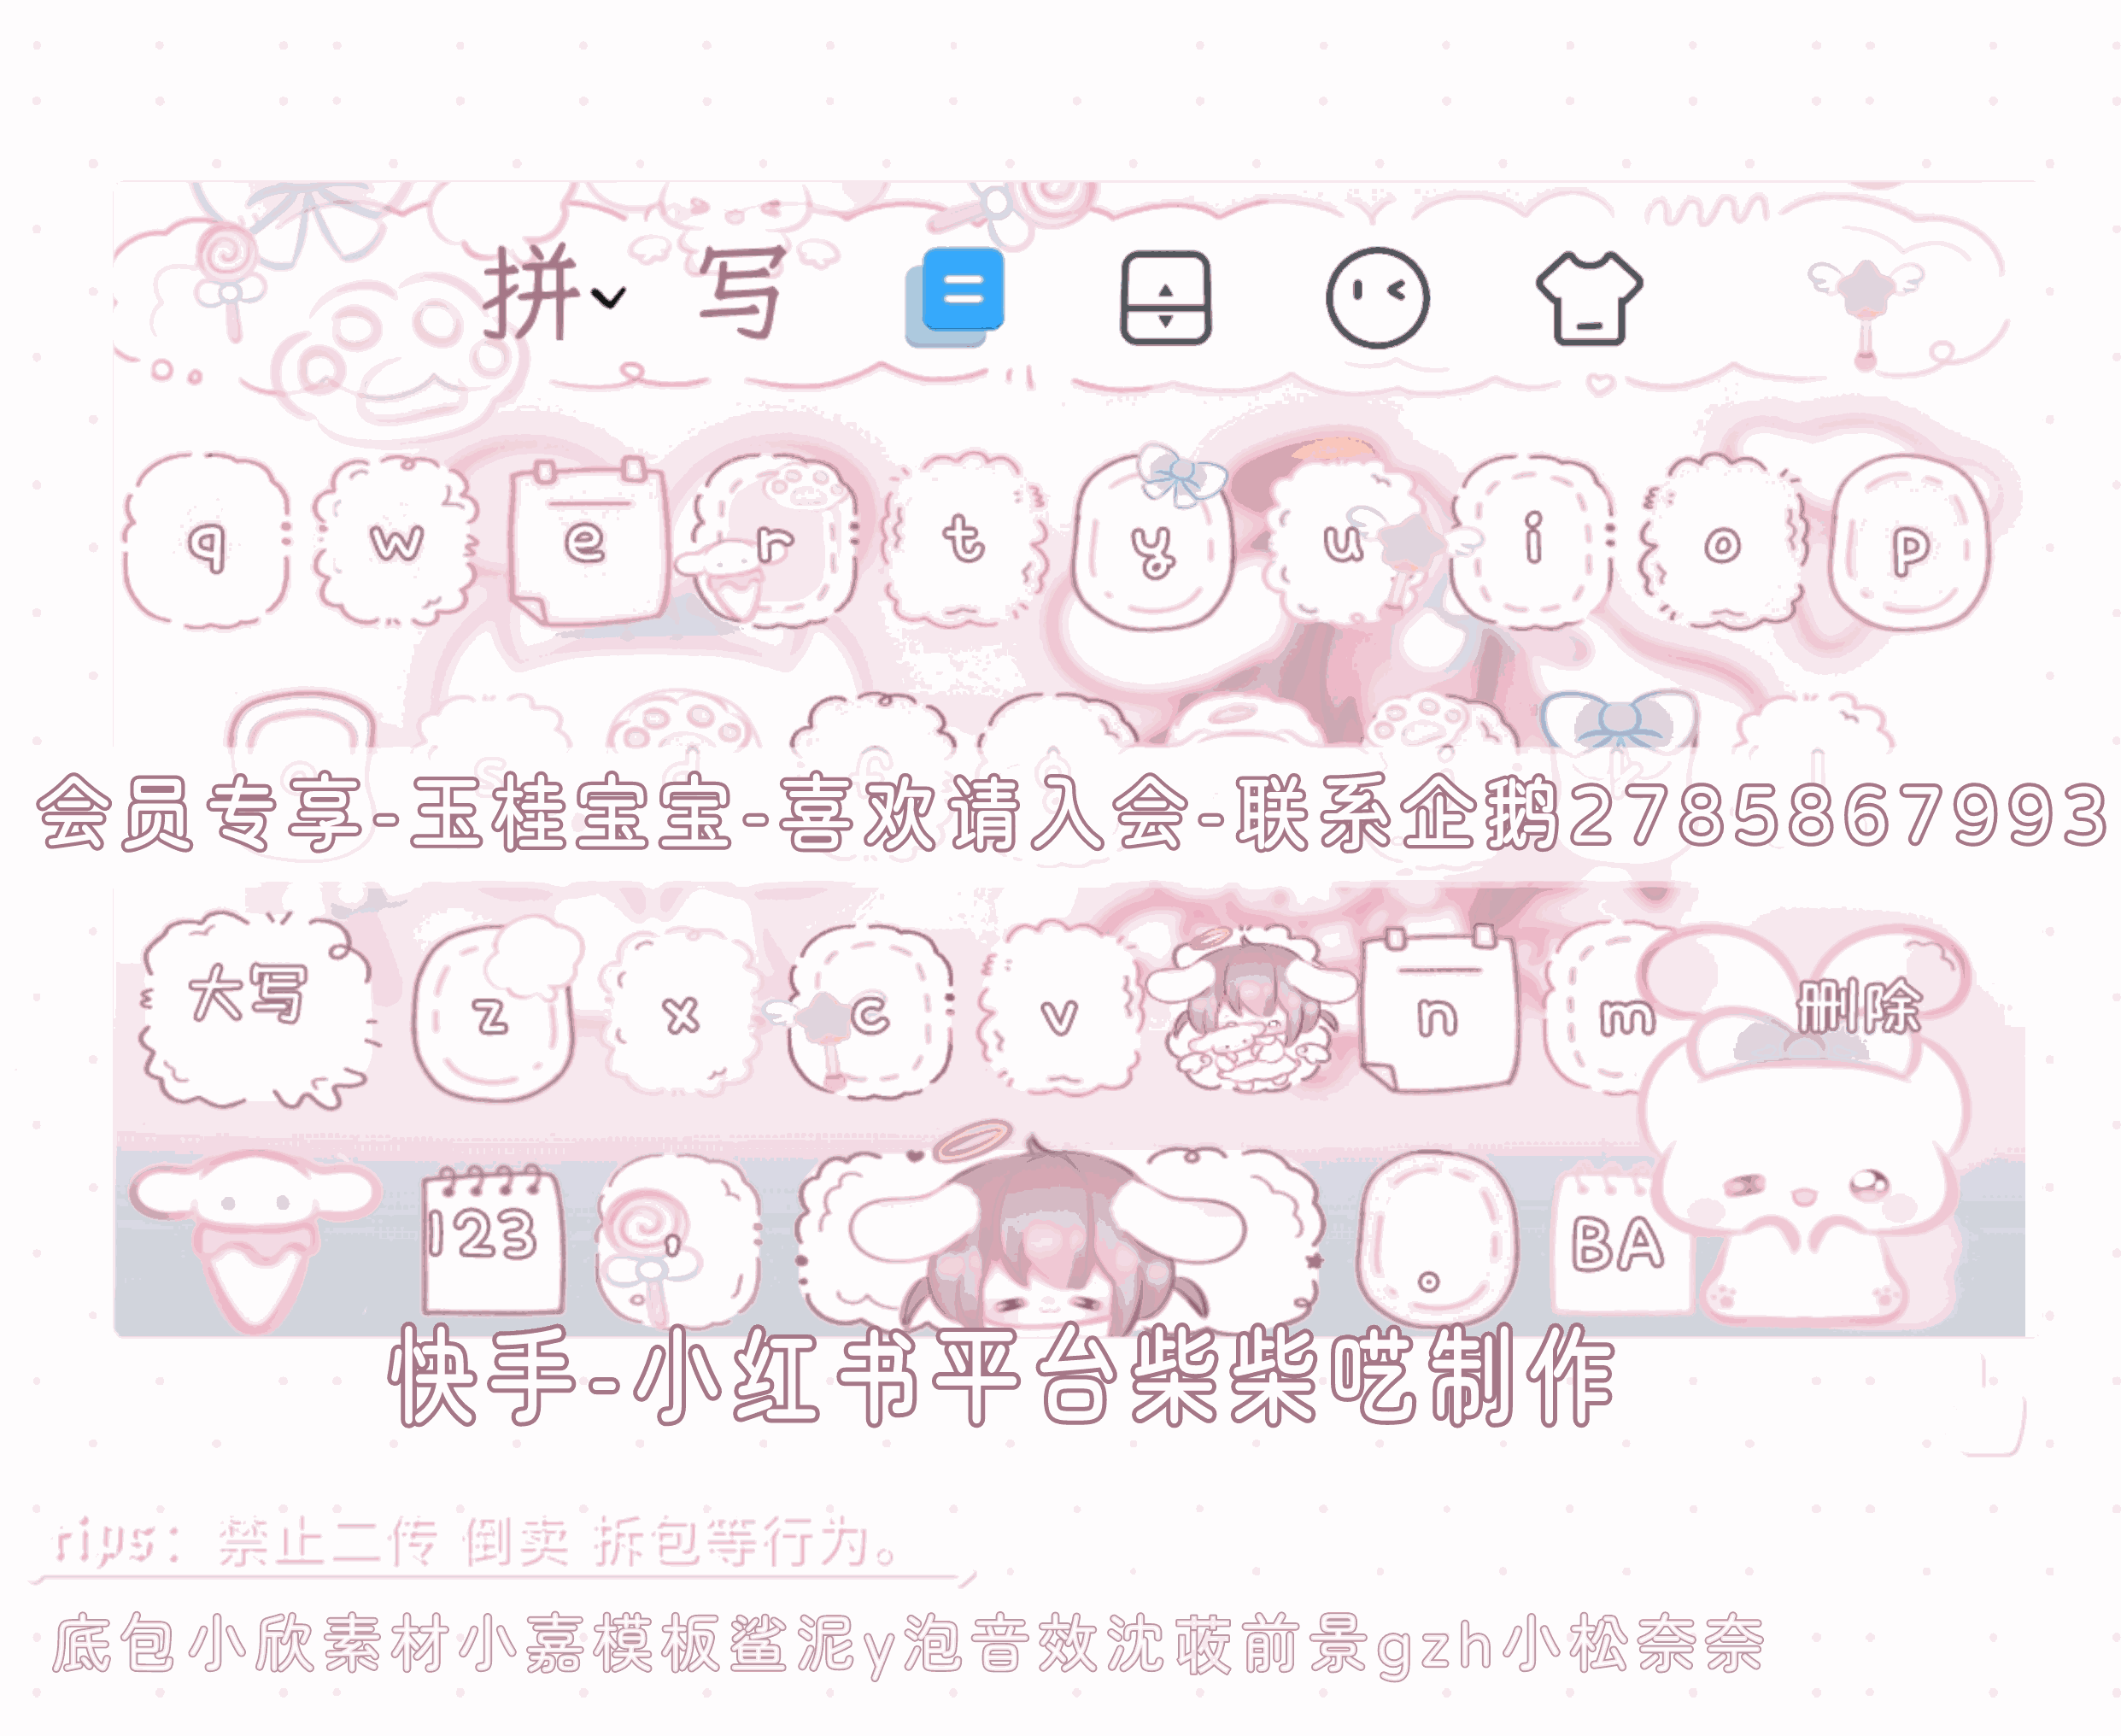 拼 写
q w e r t y u i o p
s d f g
会员专享-玉桂宝宝-喜欢请入会-联系企鹅2785867993
大写 z x c v n m 删除
123 , 。 BA
快手-小红书平台柴柴呓制作
rips: 禁止二传 倒卖 拆包等行为。
底包小欣素材小嘉模板鲨泥y泡音效沈蔋前景gzh小松奈奈